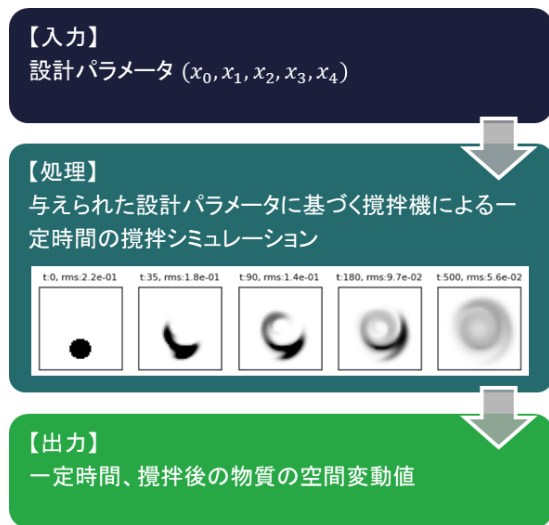 【入力】
設計パラメータ (x₀, x₁, x₂, x₃, x₄)
【処理】
与えられた設計パラメータに基づく攪拌機による一
定時間の攪拌シミュレーション
t:0, rms:2.2e-01 t:35, rms:1.8e-01 t:90, rms:1.4e-01 t:180, rms:9.7e-02 t:500, rms:5.6e-02
【出力】
一定時間、攪拌後の物質の空間変動値